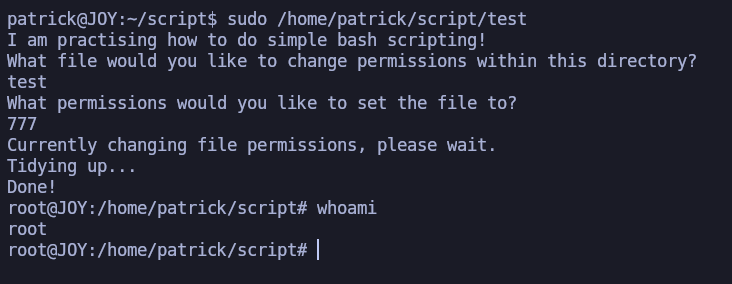 patrick@JOY:~/script$ sudo /home/patrick/script/test
I am practising how to do simple bash scripting!
What file would you like to change permissions within this directory?
test
What permissions would you like to set the file to?
777
Currently changing file permissions, please wait.
Tidying up...
Done!
root@JOY:/home/patrick/script# whoami
root
root@JOY:/home/patrick/script#